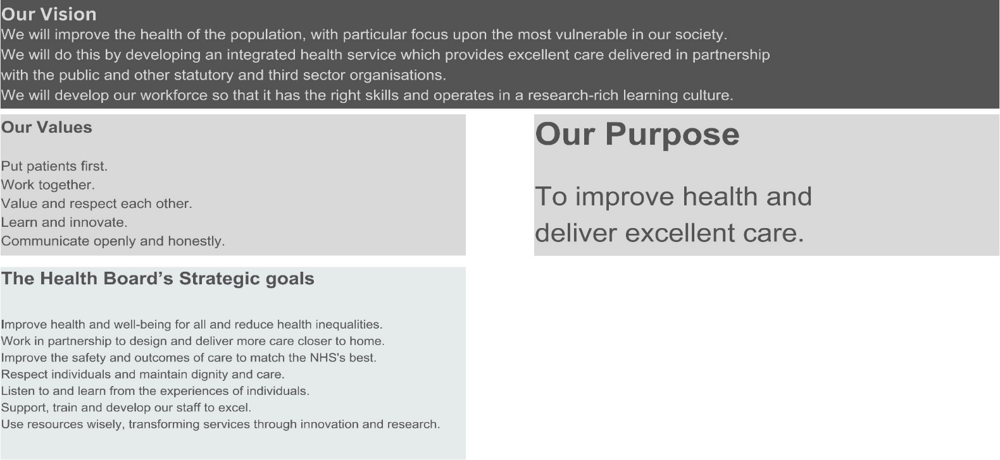 Our Vision
We will improve the health of the population, with particular focus upon the most vulnerable in our society.
We will do this by developing an integrated health service which provides excellent care delivered in partnership
with the public and other statutory and third sector organisations.
We will develop our workforce so that it has the right skills and operates in a research-rich learning culture.
Our Values
Put patients first.
Work together.
Value and respect each other.
Learn and innovate.
Communicate openly and honestly.
Our Purpose
To improve health and
deliver excellent care.
The Health Board’s Strategic goals
Improve health and well-being for all and reduce health inequalities.
Work in partnership to design and deliver more care closer to home.
Improve the safety and outcomes of care to match the NHS's best.
Respect individuals and maintain dignity and care.
Listen to and learn from the experiences of individuals.
Support, train and develop our staff to excel.
Use resources wisely, transforming services through innovation and research.